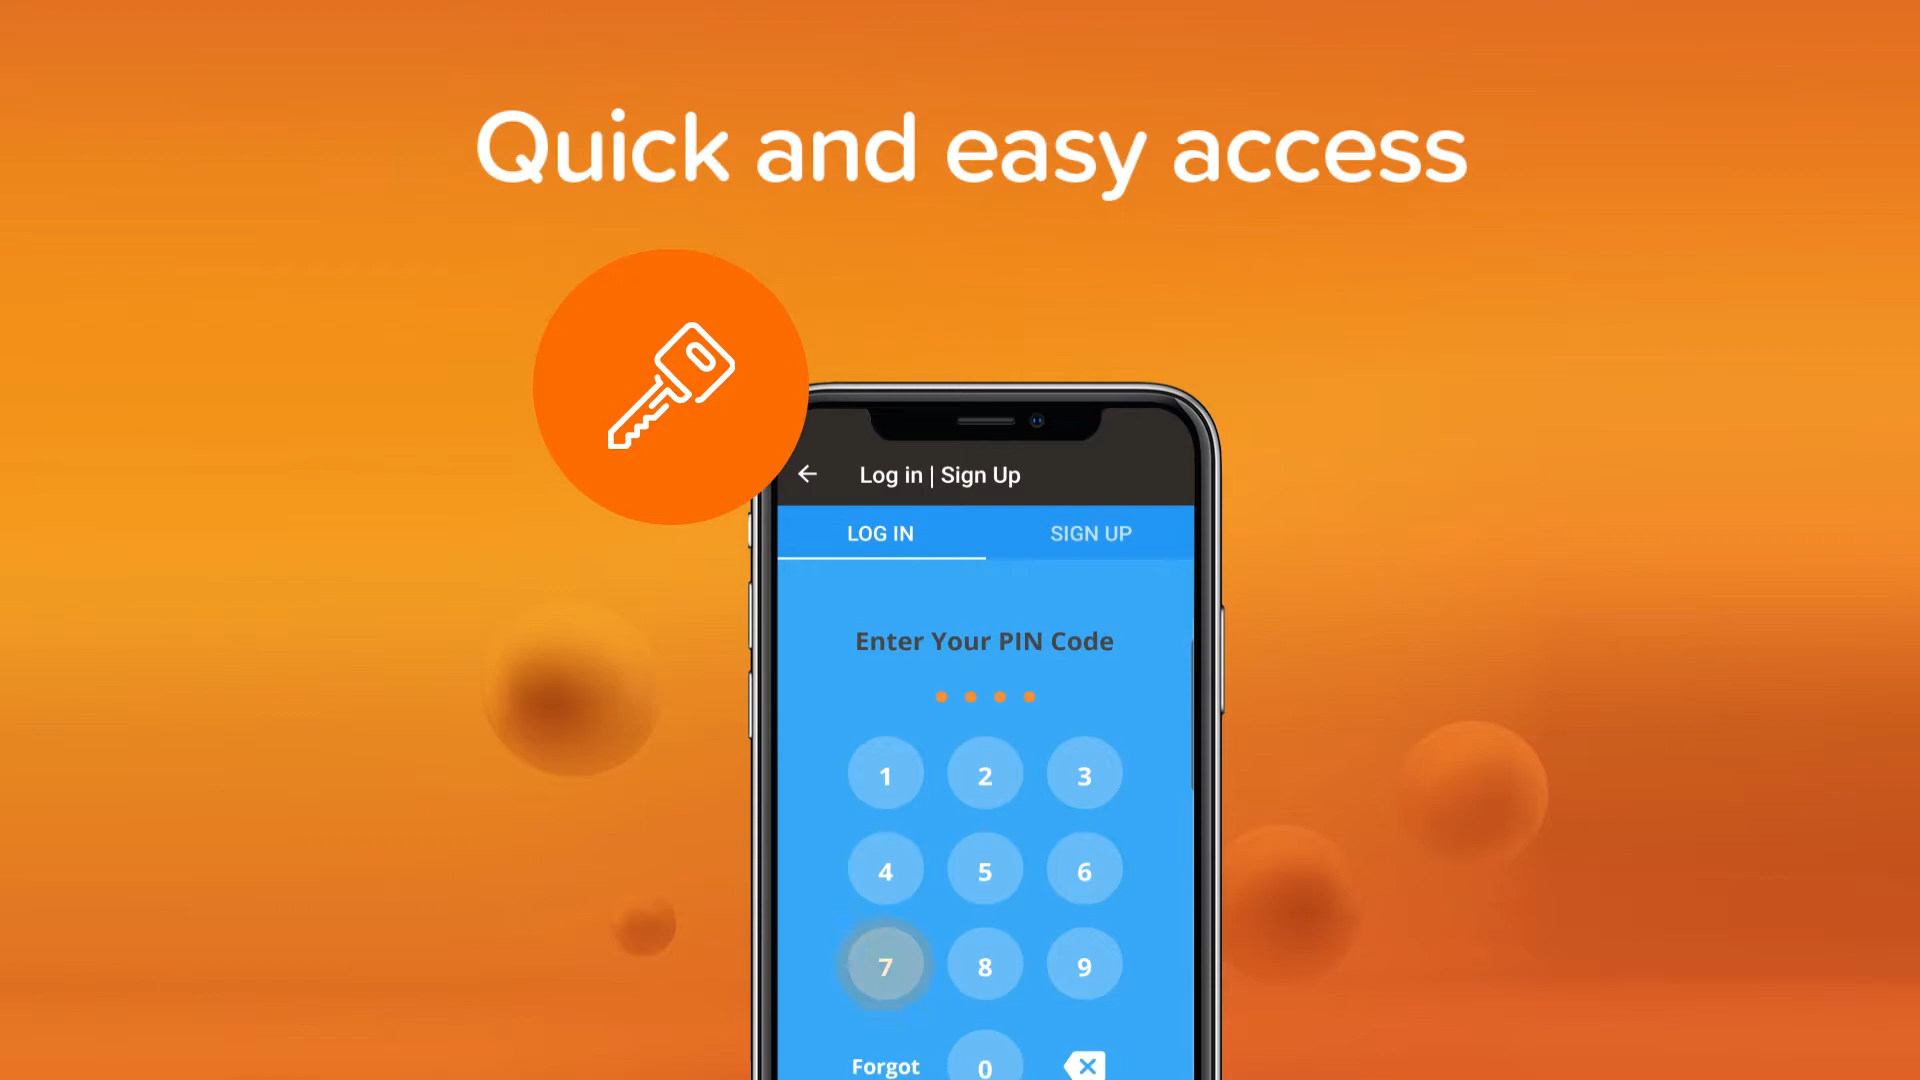 Quick and easy access
Log in | Sign Up
LOG IN SIGN UP
Enter Your PIN Code
1 2 3
4 5 6
7 8 9
Forgot 0